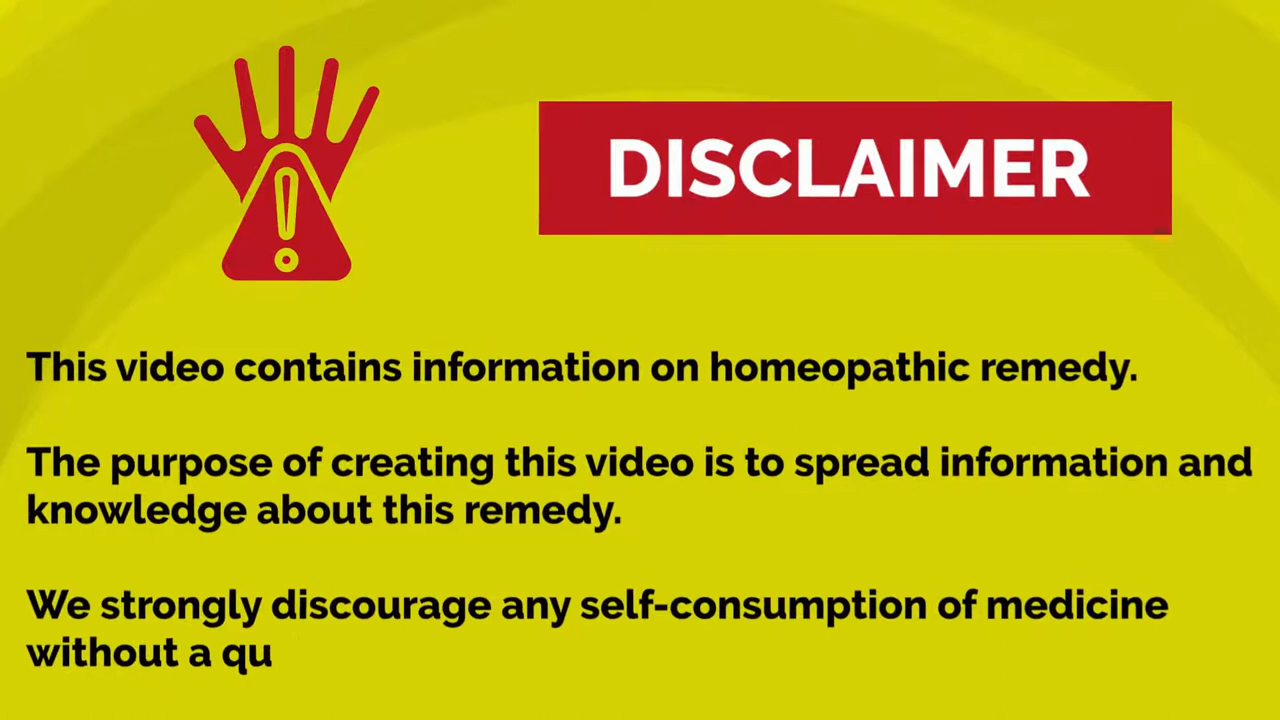 DISCLAIMER
This video contains information on homeopathic remedy.
The purpose of creating this video is to spread information and
knowledge about this remedy.
We strongly discourage any self-consumption of medicine
without a qu